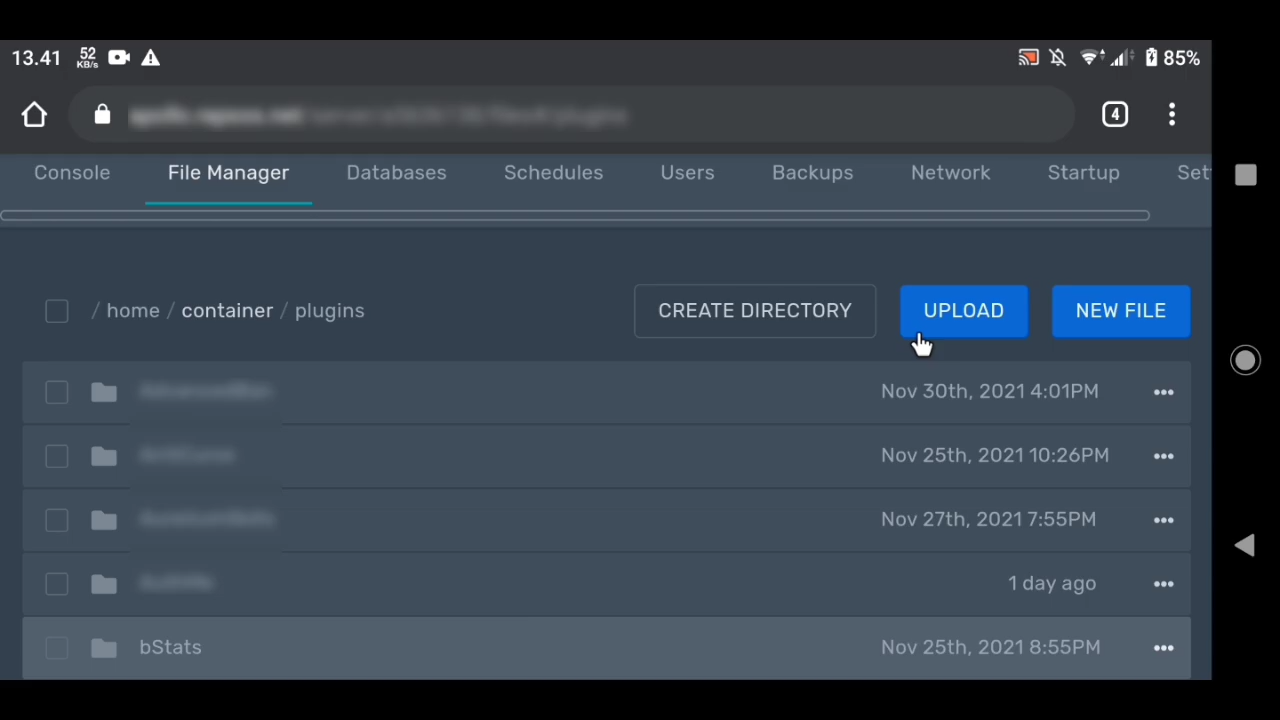 13.41 52 KB/s 85%
4
Console File Manager Databases Schedules Users Backups Network Startup Set
/ home / container / plugins CREATE DIRECTORY UPLOAD NEW FILE
Nov 30th, 2021 4:01PM
Nov 25th, 2021 10:26PM
Nov 27th, 2021 7:55PM
1 day ago
bStats Nov 25th, 2021 8:55PM